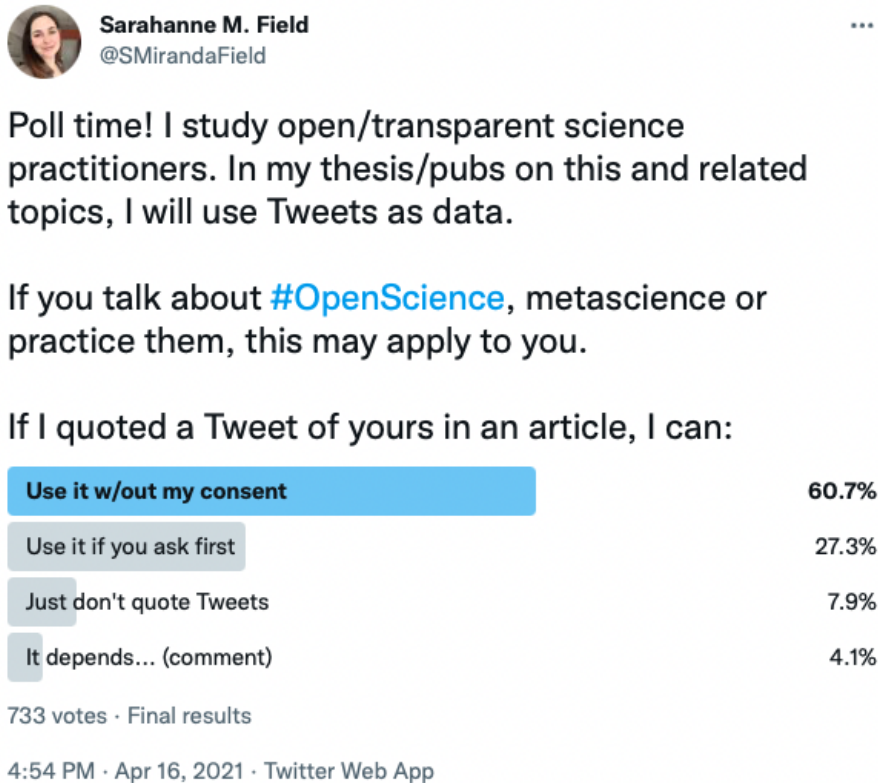 Sarahanne M. Field
@SMirandaField
Poll time! I study open/transparent science
practitioners. In my thesis/pubs on this and related
topics, I will use Tweets as data.
If you talk about #OpenScience, metascience or
practice them, this may apply to you.
If I quoted a Tweet of yours in an article, I can:
Use it w/out my consent 60.7%
Use it if you ask first 27.3%
Just don't quote Tweets 7.9%
It depends... (comment) 4.1%
733 votes · Final results
4:54 PM · Apr 16, 2021 · Twitter Web App